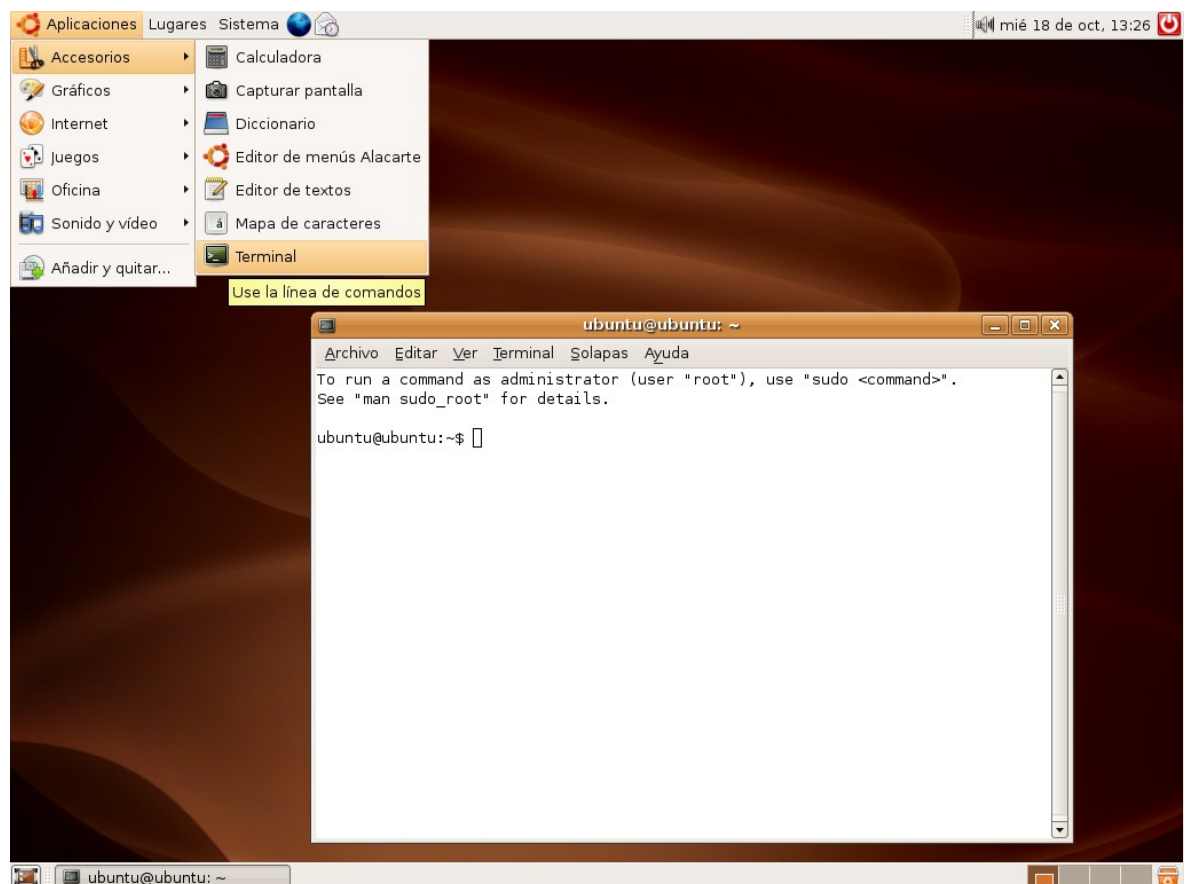 Aplicaciones Lugares Sistema
mié 18 de oct, 13:26
Accesorios
Gráficos
Internet
Juegos
Oficina
Sonido y vídeo
Añadir y quitar...
Calculadora
Capturar pantalla
Diccionario
Editor de menús Alacarte
Editor de textos
á Mapa de caracteres
Terminal
Use la línea de comandos
ubuntu@ubuntu: ~
Archivo Editar Ver Terminal Solapas Ayuda
To run a command as administrator (user "root"), use "sudo <command>".
See "man sudo_root" for details.
ubuntu@ubuntu:~$
ubuntu@ubuntu: ~